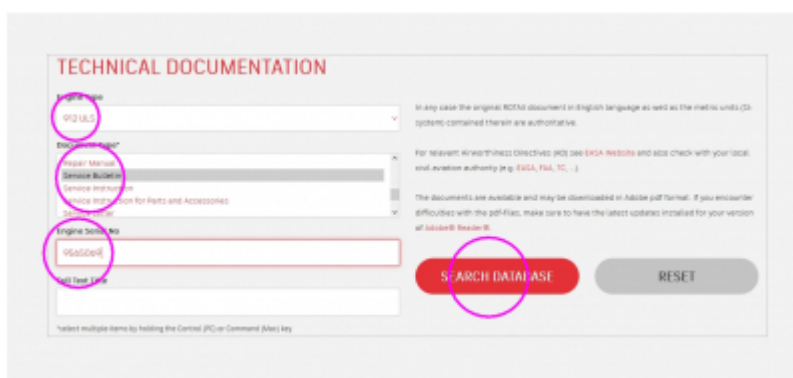 TECHNICAL DOCUMENTATION
Engine Type
912 ULS
Document Type*
Repair Manual
Service Bulletin
Service Instruction
Service Instruction for Parts and Accessories
Service Letter
Engine Serial No
Full Text Title
*select multiple items by holding the Control (PC) or Command (Mac) key
In any case the original ROTAX document in English language as well as the metric units (SI-
system) contained therein are authoritative.
For relevant Airworthiness Directives (AD) see EASA Website and also check with your local
civil aviation authority (e.g. EASA, FAA, TC, ...).
The documents are available and may be downloaded in Adobe pdf format. If you encounter
difficulties with the pdf-files, make sure to have the latest updates installed for your version
of Adobe® Reader®.
SEARCH DATABASE
RESET